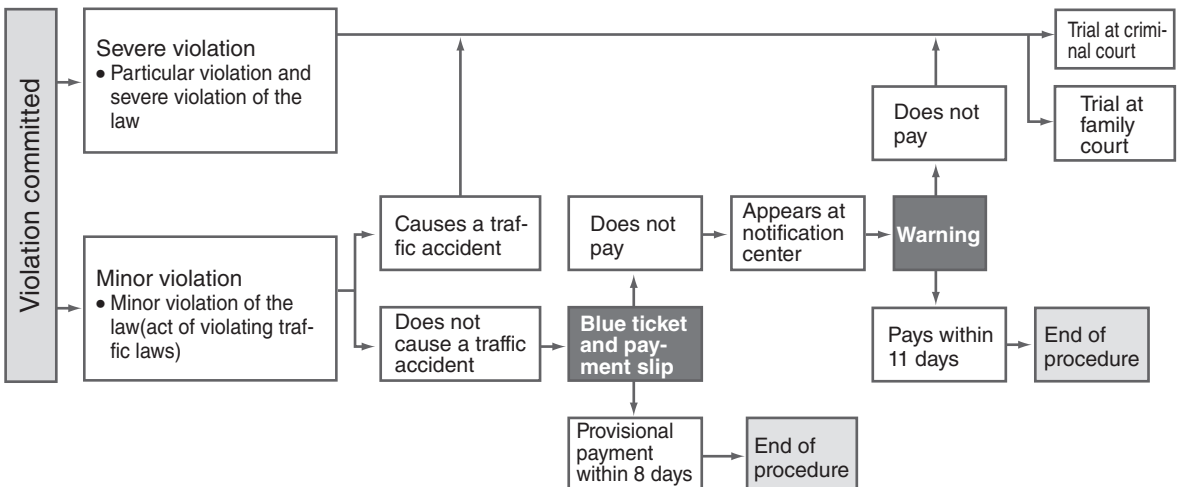 Violation committed
Severe violation
• Particular violation and
severe violation of the
law
Minor violation
• Minor violation of the
law(act of violating traf-
fic laws)
Causes a traf-
fic accident
Does not
cause a traffic
accident
Does not
pay
Blue ticket
and pay-
ment slip
Provisional
payment
within 8 days
End of
procedure
Appears at
notification
center
Warning
Does not
pay
Pays within
11 days
End of
procedure
Trial at crimi-
nal court
Trial at
family
court